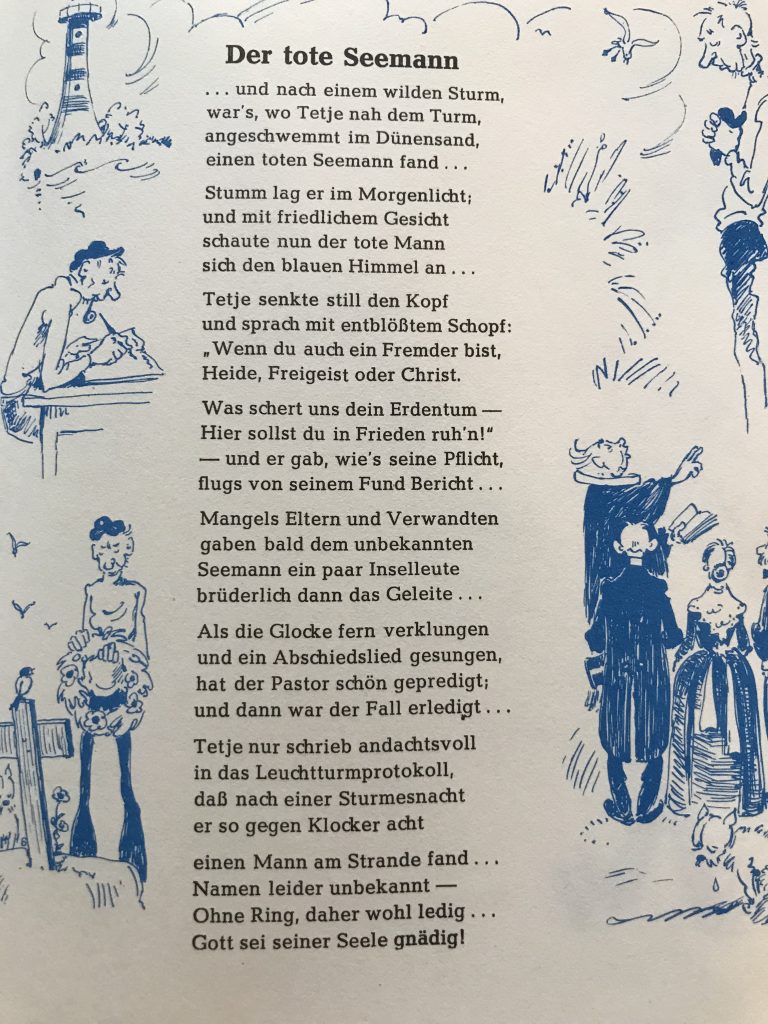 Der tote Seemann
. . . und nach einem wilden Sturm,
war's, wo Tetje nah dem Turm,
angeschwemmt im Dünensand,
einen toten Seemann fand . . .
Stumm lag er im Morgenlicht;
und mit friedlichem Gesicht
schaute nun der tote Mann
sich den blauen Himmel an . . .
Tetje senkte still den Kopf
und sprach mit entblößtem Schopf:
„Wenn du auch ein Fremder bist,
Heide, Freigeist oder Christ.
Was schert uns dein Erdentum —
Hier sollst du in Frieden ruh'n!“
— und er gab, wie's seine Pflicht,
flugs von seinem Fund Bericht . . .
Mangels Eltern und Verwandten
gaben bald dem unbekannten
Seemann ein paar Inselleute
brüderlich dann das Geleite . . .
Als die Glocke fern verklungen
und ein Abschiedslied gesungen,
hat der Pastor schön gepredigt;
und dann war der Fall erledigt . . .
Tetje nur schrieb andachtsvoll
in das Leuchtturmprotokoll,
daß nach einer Sturmesnacht
er so gegen Klocker acht
einen Mann am Strande fand . . .
Namen leider unbekannt —
Ohne Ring, daher wohl ledig . . .
Gott sei seiner Seele gnädig!